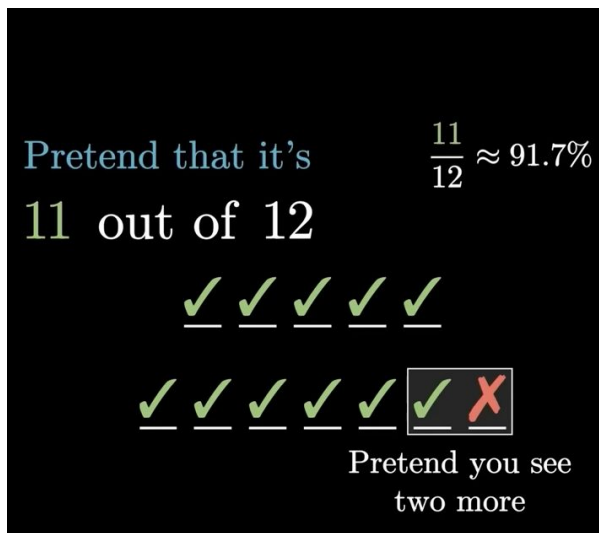 Pretend that it's
11 out of 12
11/12 ≈ 91.7%
✓ ✓ ✓ ✓ ✓
✓ ✓ ✓ ✓ ✓ ✓ ✗
Pretend you see
two more